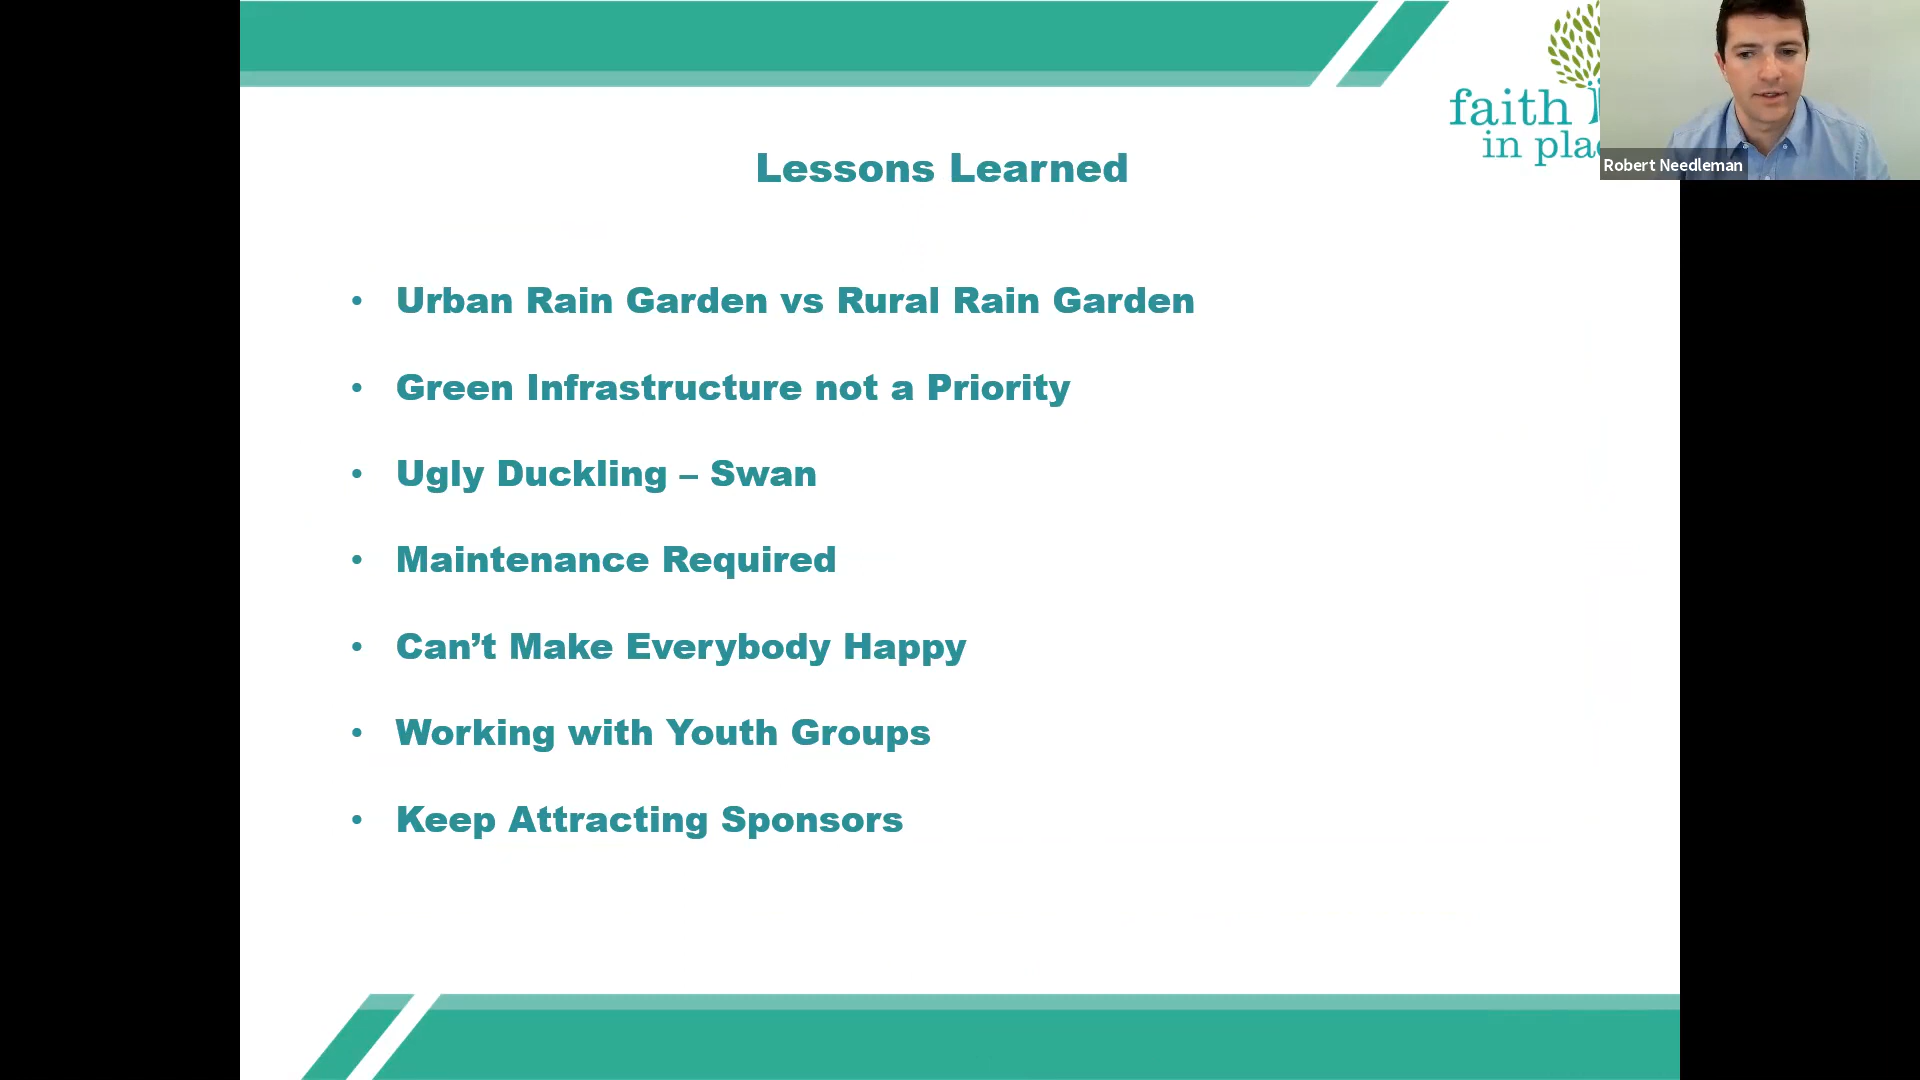 faith
in pla
Robert Needleman
Lessons Learned
• Urban Rain Garden vs Rural Rain Garden
• Green Infrastructure not a Priority
• Ugly Duckling – Swan
• Maintenance Required
• Can’t Make Everybody Happy
• Working with Youth Groups
• Keep Attracting Sponsors